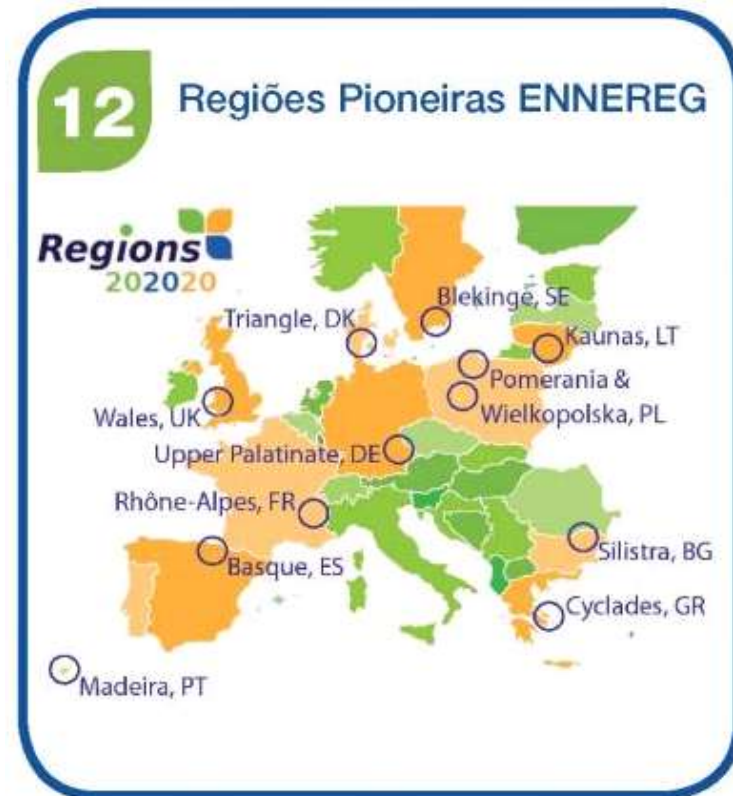 12
Regiões Pioneiras ENNEREG
Regions
202020
Blekinge, SE
Triangle, DK
Kaunas, LT
Pomerania &
Wielkopolska, PL
Wales, UK
Upper Palatinate, DE
Rhône-Alpes, FR
Basque, ES
Silistra, BG
Cyclades, GR
Madeira, PT